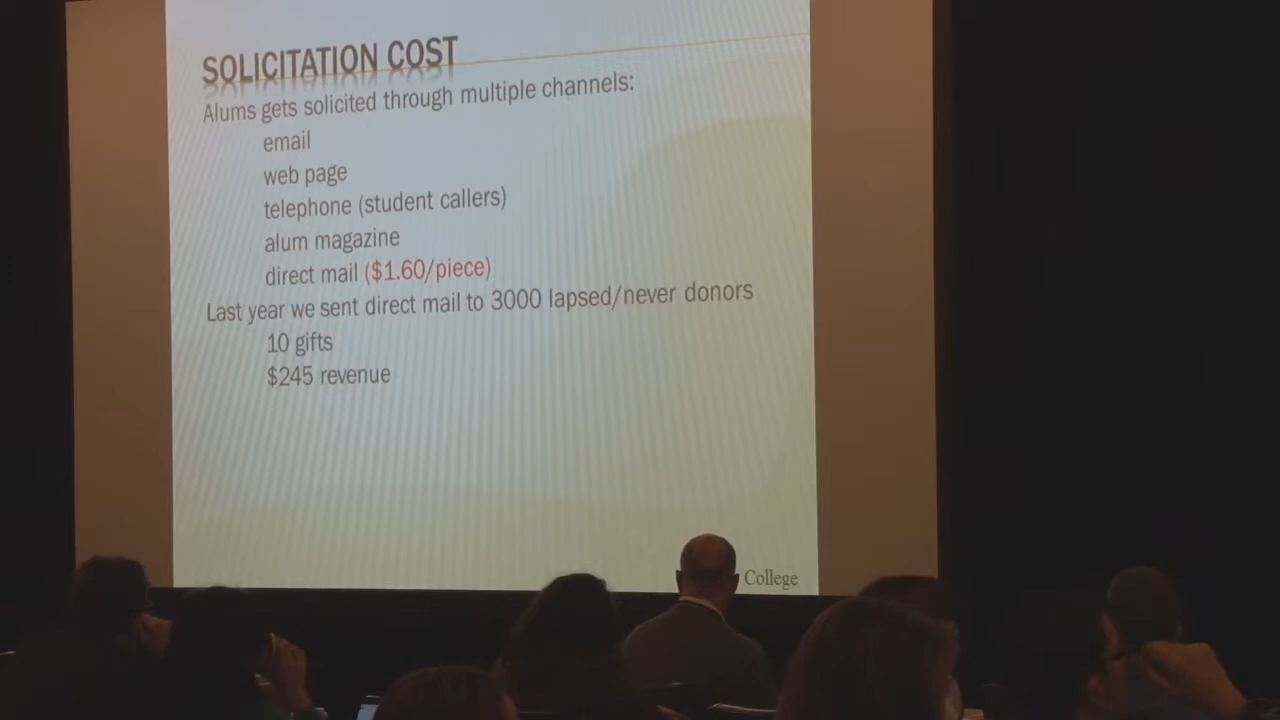 SOLICITATION COST
Alums gets solicited through multiple channels:
email
web page
telephone (student callers)
alum magazine
direct mail ($1.60/piece)
Last year we sent direct mail to 3000 lapsed/never donors
10 gifts
$245 revenue
College